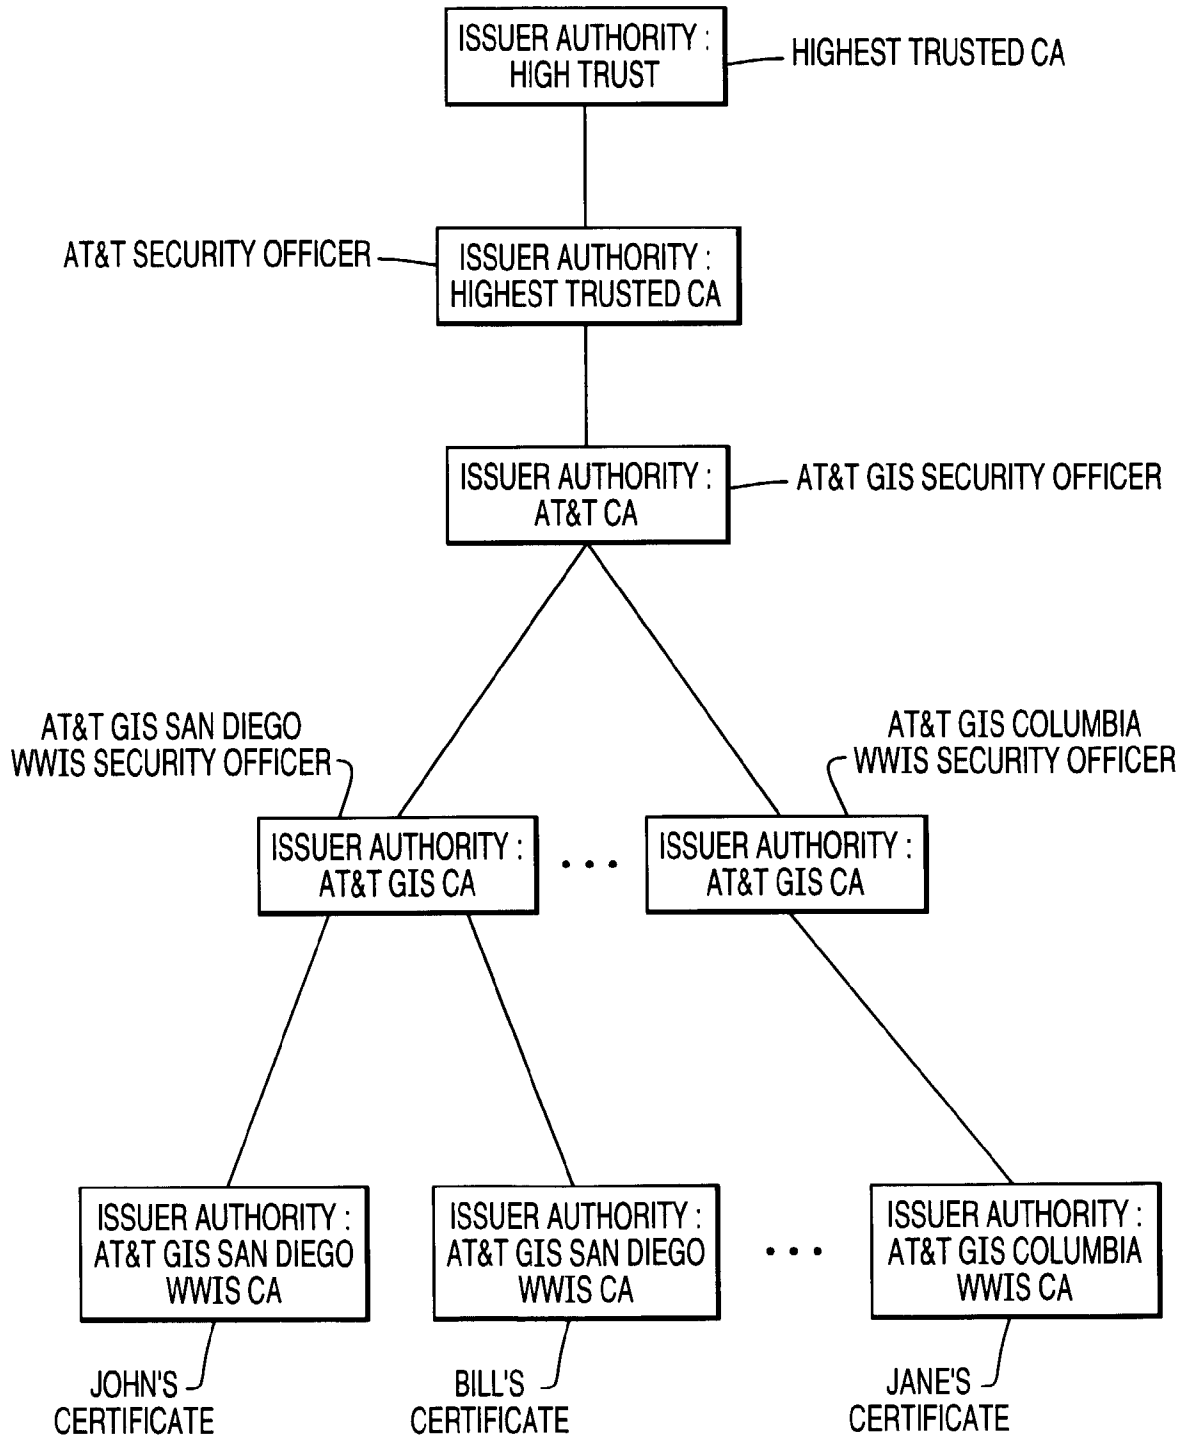 ISSUER AUTHORITY :
HIGH TRUST
HIGHEST TRUSTED CA
AT&T SECURITY OFFICER
ISSUER AUTHORITY :
HIGHEST TRUSTED CA
ISSUER AUTHORITY :
AT&T CA
AT&T GIS SECURITY OFFICER
AT&T GIS SAN DIEGO
WWIS SECURITY OFFICER
AT&T GIS COLUMBIA
WWIS SECURITY OFFICER
ISSUER AUTHORITY :
AT&T GIS CA
• • •
ISSUER AUTHORITY :
AT&T GIS CA
ISSUER AUTHORITY :
AT&T GIS SAN DIEGO
WWIS CA
ISSUER AUTHORITY :
AT&T GIS SAN DIEGO
WWIS CA
• • •
ISSUER AUTHORITY :
AT&T GIS COLUMBIA
WWIS CA
JOHN'S
CERTIFICATE
BILL'S
CERTIFICATE
JANE'S
CERTIFICATE